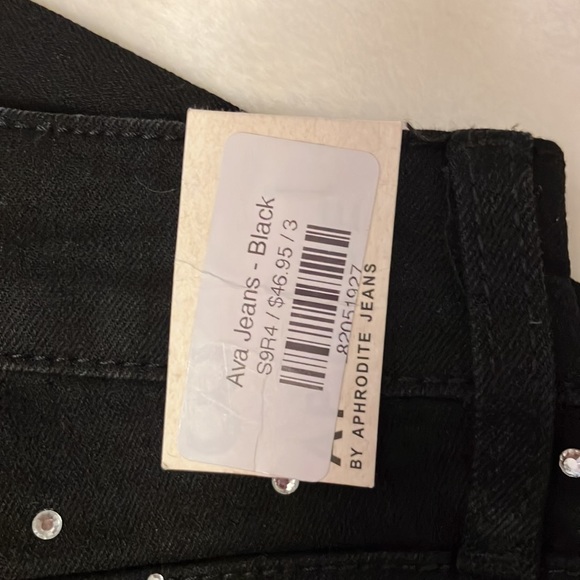 Ava Jeans - Black
S9R4 / $46.95 / 3
82051927
BY APHRODITE JEANS